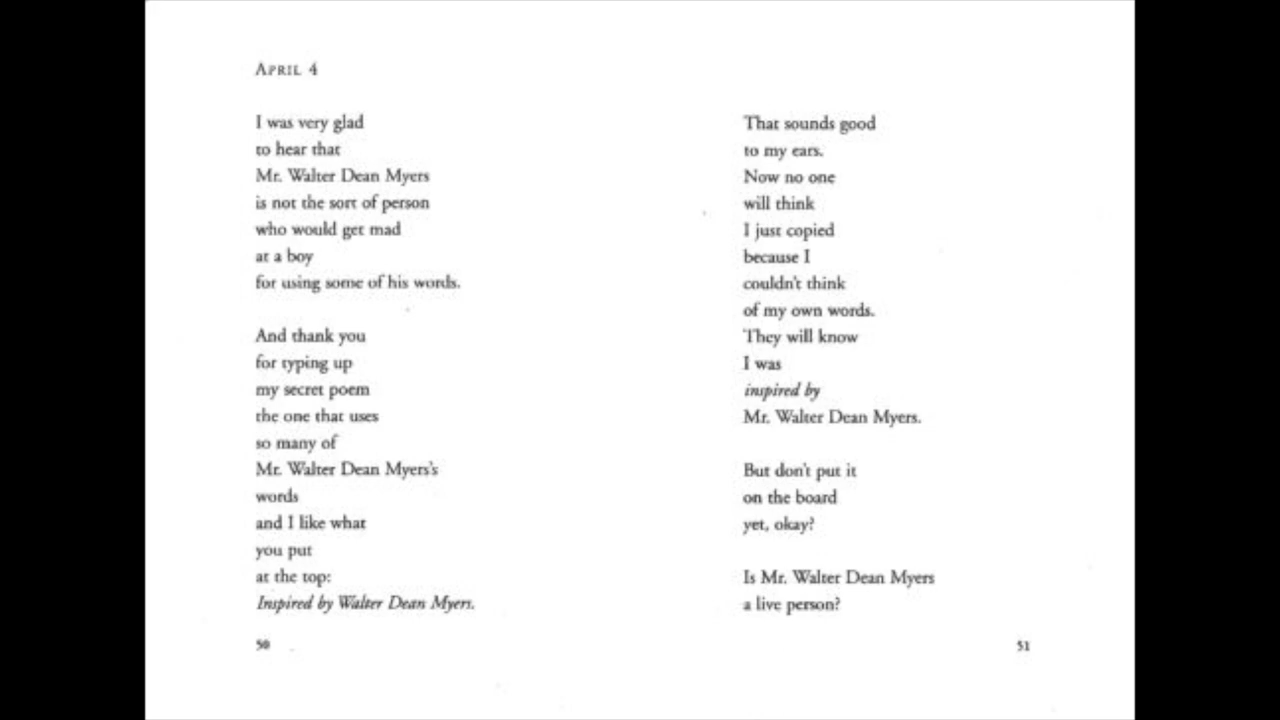 APRIL 4
I was very glad
to hear that
Mr. Walter Dean Myers
is not the sort of person
who would get mad
at a boy
for using some of his words.
And thank you
for typing up
my secret poem
the one that uses
so many of
Mr. Walter Dean Myers's
words
and I like what
you put
at the top:
Inspired by Walter Dean Myers.
50
That sounds good
to my ears.
Now no one
will think
I just copied
because I
couldn't think
of my own words.
They will know
I was
inspired by
Mr. Walter Dean Myers.
But don't put it
on the board
yet, okay?
Is Mr. Walter Dean Myers
a live person?
51